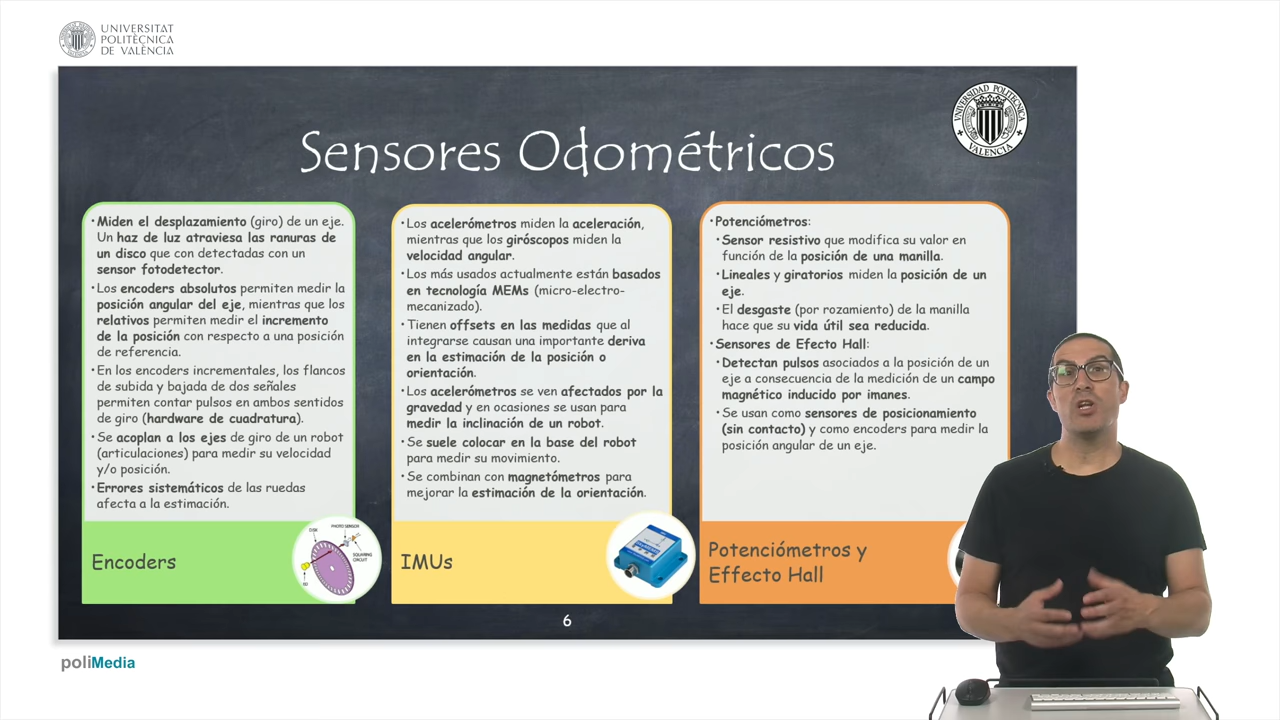 UNIVERSITAT
POLITÈCNICA
DE VALÈNCIA
UNIVERSIDAD POLITECNICA
VALENCIA
Sensores Odométricos
• Miden el desplazamiento (giro) de un eje.
Un haz de luz atraviesa las ranuras de
un disco que con detectadas con un
sensor fotodetector.
• Los encoders absolutos permiten medir la
posición angular del eje, mientras que los
relativos permiten medir el incremento
de la posición con respecto a una posición
de referencia.
• En los encoders incrementales, los flancos
de subida y bajada de dos señales
permiten contar pulsos en ambos sentidos
de giro (hardware de cuadratura).
• Se acoplan a los ejes de giro de un robot
(articulaciones) para medir su velocidad
y/o posición.
• Errores sistemáticos de las ruedas
afecta a la estimación.
Encoders
DISK
PHOTO SENSOR
SQUARING
CIRCUIT
• Los acelerómetros miden la aceleración,
mientras que los giróscopos miden la
velocidad angular.
• Los más usados actualmente están basados
en tecnología MEMs (micro-electro-
mecanizado).
• Tienen offsets en las medidas que al
integrarse causan una importante deriva
en la estimación de la posición o
orientación.
• Los acelerómetros se ven afectados por la
gravedad y en ocasiones se usan para
medir la inclinación de un robot.
• Se suele colocar en la base del robot
para medir su movimiento.
• Se combinan con magnetómetros para
mejorar la estimación de la orientación.
IMUs
• Potenciómetros:
• Sensor resistivo que modifica su valor en
función de la posición de una manilla.
• Lineales y giratorios miden la posición de un
eje.
• El desgaste (por rozamiento) de la manilla
hace que su vida útil sea reducida.
• Sensores de Efecto Hall:
• Detectan pulsos asociados a la posición de un
eje a consecuencia de la medición de un campo
magnético inducido por imanes.
• Se usan como sensores de posicionamiento
(sin contacto) y como encoders para medir la
posición angular de un eje.
Potenciómetros y
Effecto Hall
6
poliMedia